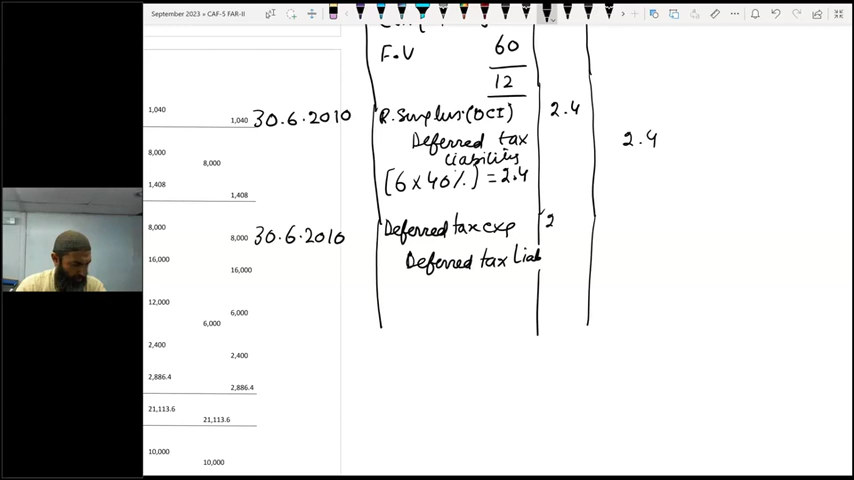 September 2023 » CAF-5 FAR-II
F.V 60
12
1,040
1,040 30.6.2010 R.Surplus(OCI) 2.4
8,000
8,000 Deferred tax 2.4
liability
1,408 (6 x 40%) = 2.4
1,408
8,000
8,000 30.6.2010 Deferred tax exp 2
16,000 Deferred tax Liab
16,000
12,000
6,000
6,000
2,400
2,400
2,886.4
2,886.4
21,113.6
21,113.6
10,000
10,000